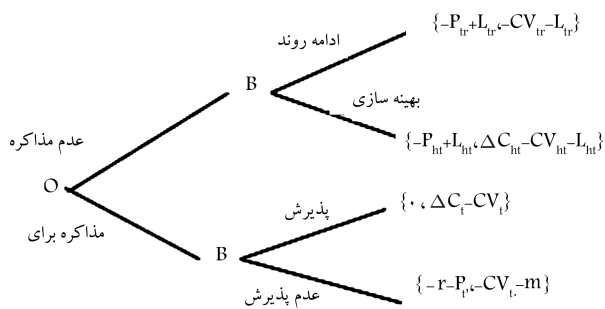 {-P_tr+L_tr،-CV_tr-L_tr}
ادامه روند
B
بهینه سازی
عدم مذاکره
{-P_ht+L_ht،ΔC_ht-CV_ht-L_ht}
O
{۰، ΔC_t-CV_t}
پذیرش
مذاکره برای
B
عدم پذیرش
{-r-P_t'،-CV_t.-m}